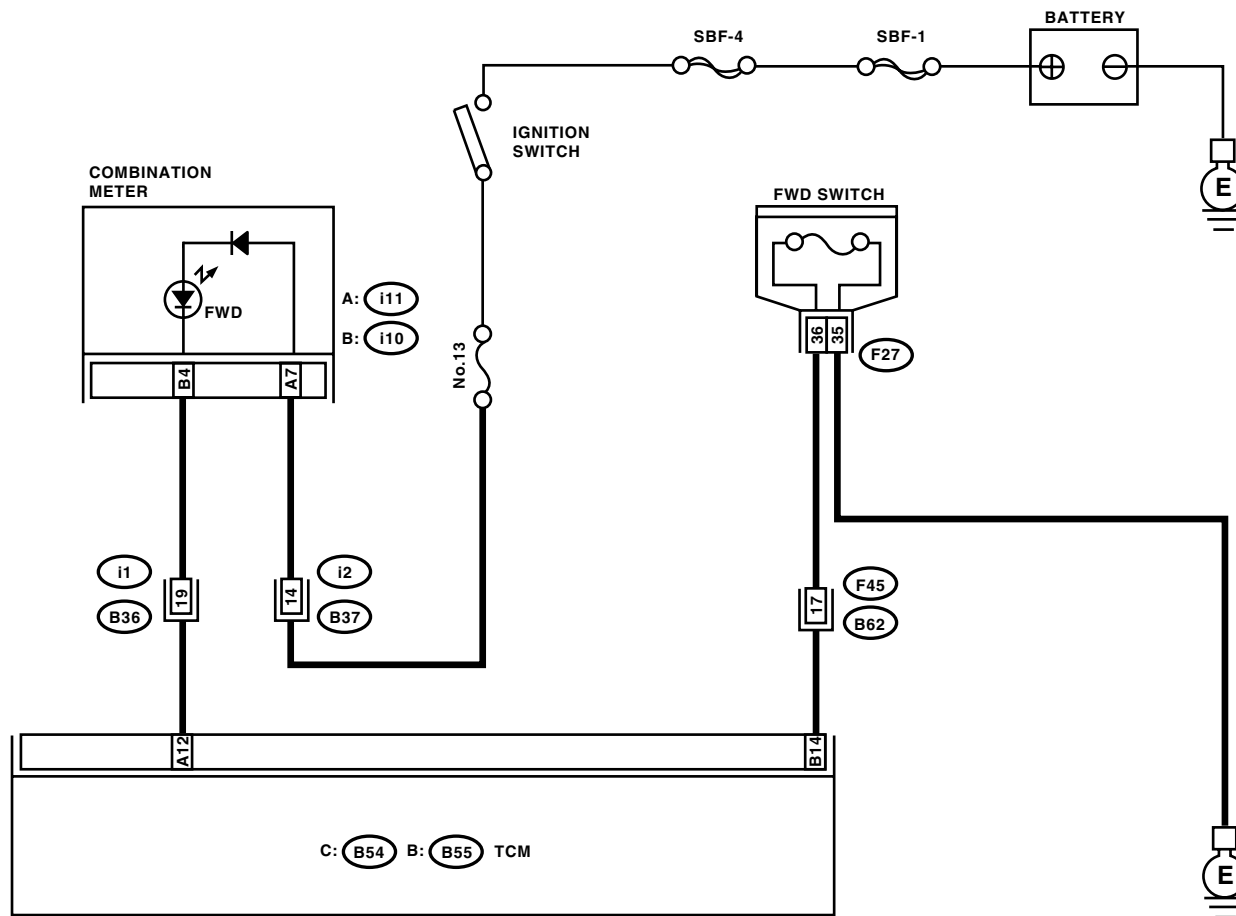 BATTERY
SBF-4
SBF-1
IGNITION
SWITCH
E
COMBINATION
METER
FWD SWITCH
FWD
A: i11
B: i10
36
35
F27
No.13
B4
A7
i1
B36
19
i2
B37
14
F45
B62
17
A12
B14
C: B54 B: B55 TCM
E